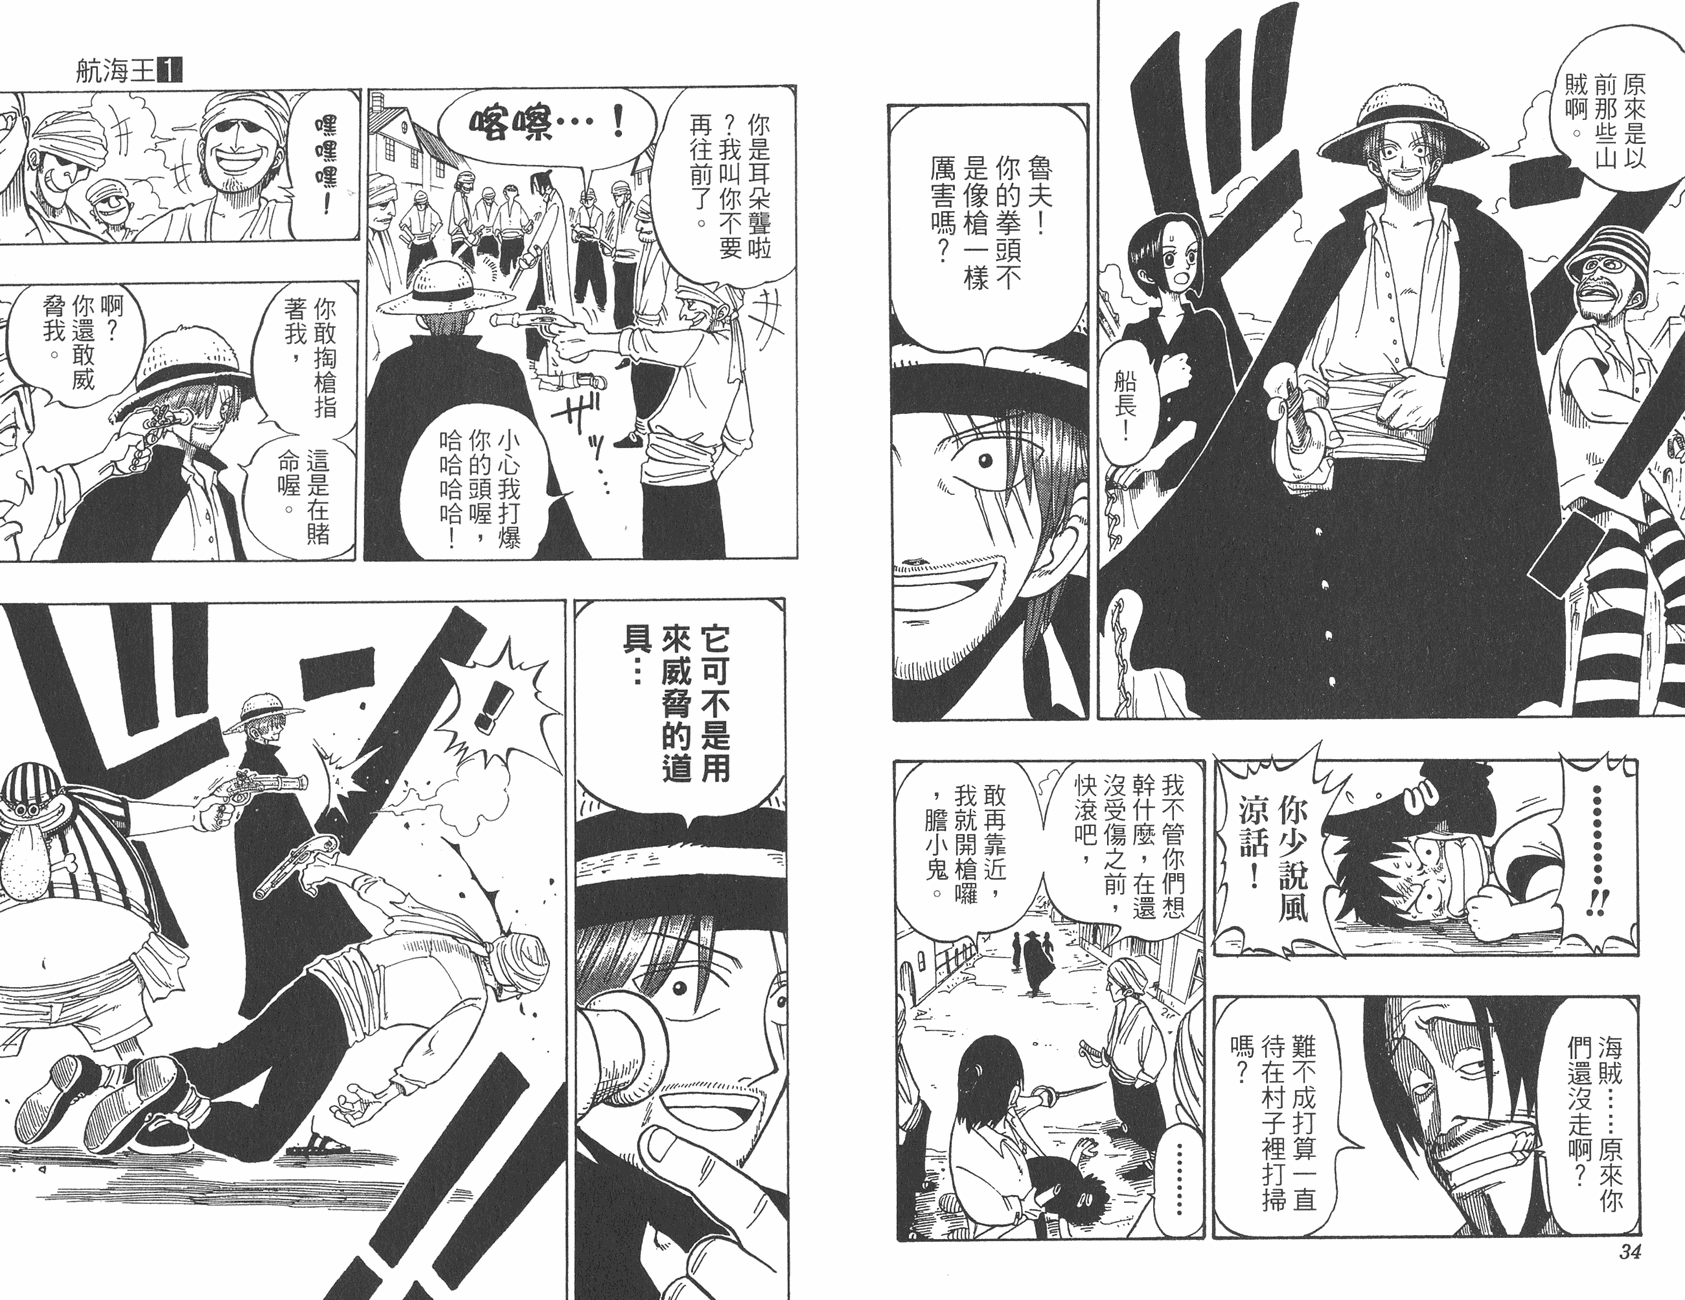 原來是以
前那些山
賊啊。
船長！
魯夫！
你的拳頭不
是像槍一樣
厲害嗎？
………!!
你少說風
涼話！
海賊……原來你
們還沒走啊？
難不成打算一直
待在村子裡打掃
嗎？
我不管你們想
幹什麼，在還
沒受傷之前，
快滾吧，
敢再靠近，
我就開槍囉
，膽小鬼。
………
34
航海王1
你是耳朵聾啦
？我叫你不要
再往前了。
喀嚓…！
小心我打爆
你的頭喔，
哈哈哈哈
哈哈哈！
嘿嘿嘿！
你敢掏槍指
著我，
這是在賭
命喔。
啊？
你還敢威
脅我。
它可不是用
來威脅的道
具…
！